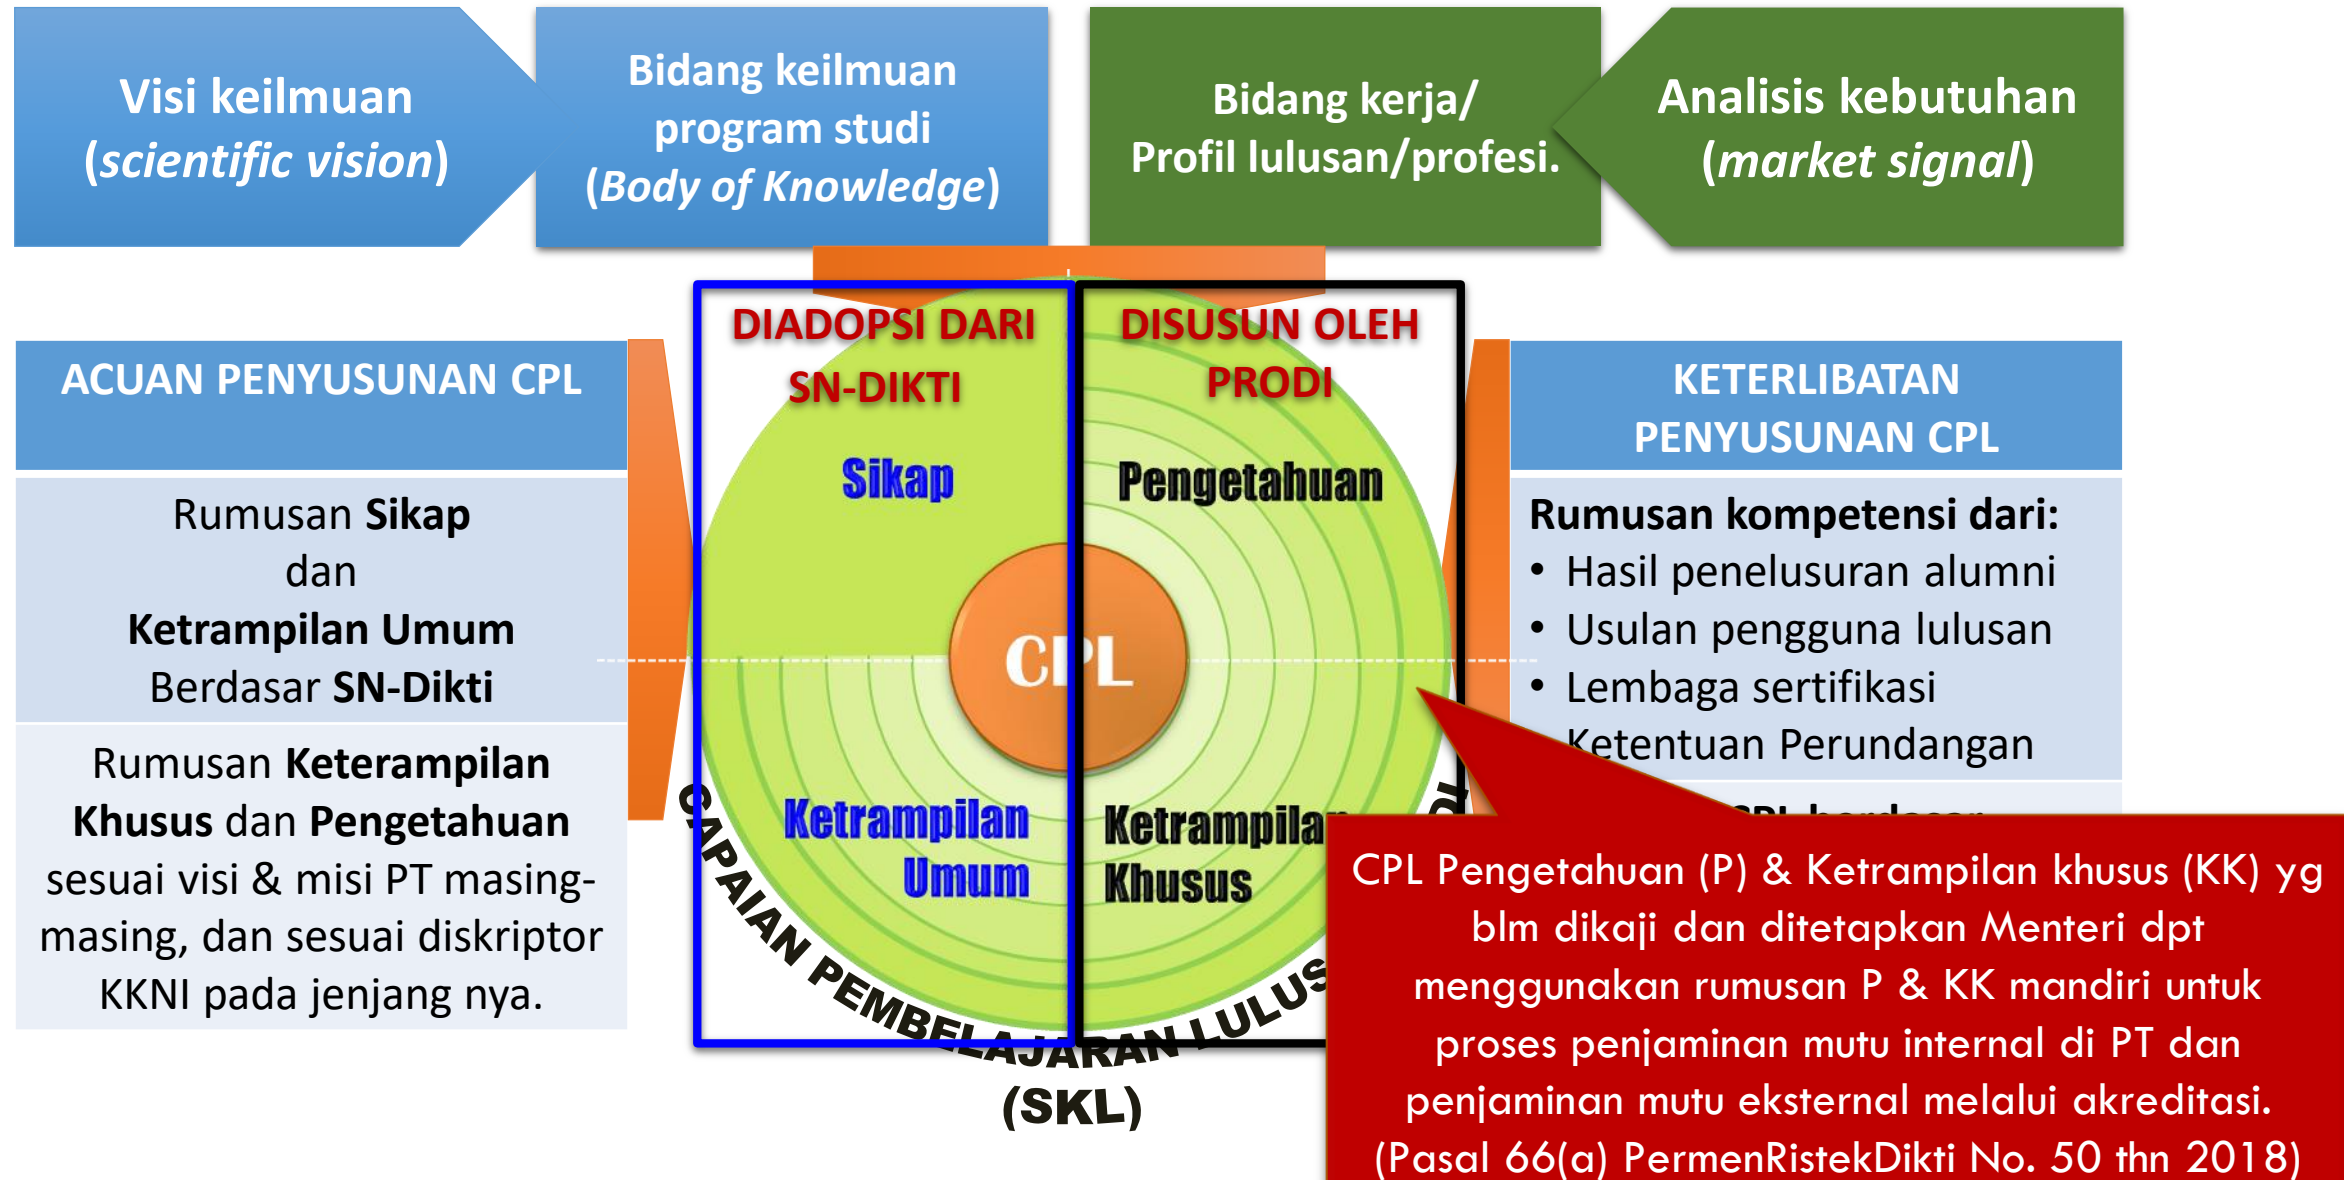 Visi keilmuan
(scientific vision)
Bidang keilmuan
program studi
(Body of Knowledge)
Bidang kerja/
Profil lulusan/profesi.
Analisis kebutuhan
(market signal)
ACUAN PENYUSUNAN CPL
Rumusan Sikap
dan
Ketrampilan Umum
Berdasar SN-Dikti
Rumusan Keterampilan
Khusus dan Pengetahuan
sesuai visi & misi PT masing-
masing, dan sesuai diskriptor
KKNI pada jenjang nya.
DIADOPSI DARI
SN-DIKTI
Sikap
Ketrampilan
Umum
DISUSUN OLEH
PRODI
Pengetahuan
Ketrampila
Khusus
CPL
CAPAIAN PEMBELAJARAN LULUS
(SKL)
KETERLIBATAN
PENYUSUNAN CPL
Rumusan kompetensi dari:
• Hasil penelusuran alumni
• Usulan pengguna lulusan
• Lembaga sertifikasi
Ketentuan Perundangan
CPL Pengetahuan (P) & Ketrampilan khusus (KK) yg
blm dikaji dan ditetapkan Menteri dpt
menggunakan rumusan P & KK mandiri untuk
proses penjaminan mutu internal di PT dan
penjaminan mutu eksternal melalui akreditasi.
(Pasal 66(a) PermenRistekDikti No. 50 thn 2018)